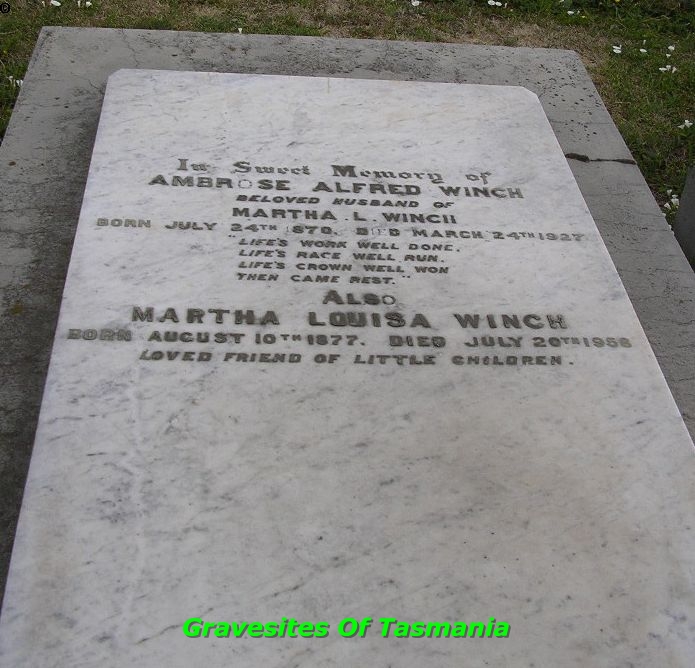 In Sweet Memory of
AMBROSE ALFRED WINCH
BELOVED HUSBAND OF
MARTHA L. WINCH
BORN JULY 24TH 1870. DIED MARCH 24TH 1927.
"LIFE'S WORK WELL DONE,
LIFE'S RACE WELL RUN.
LIFE'S CROWN WELL WON
THEN CAME REST."
ALSO
MARTHA LOUISA WINCH
BORN AUGUST 10TH 1877. DIED JULY 20TH 1958
LOVED FRIEND OF LITTLE CHILDREN.
Gravesites Of Tasmania